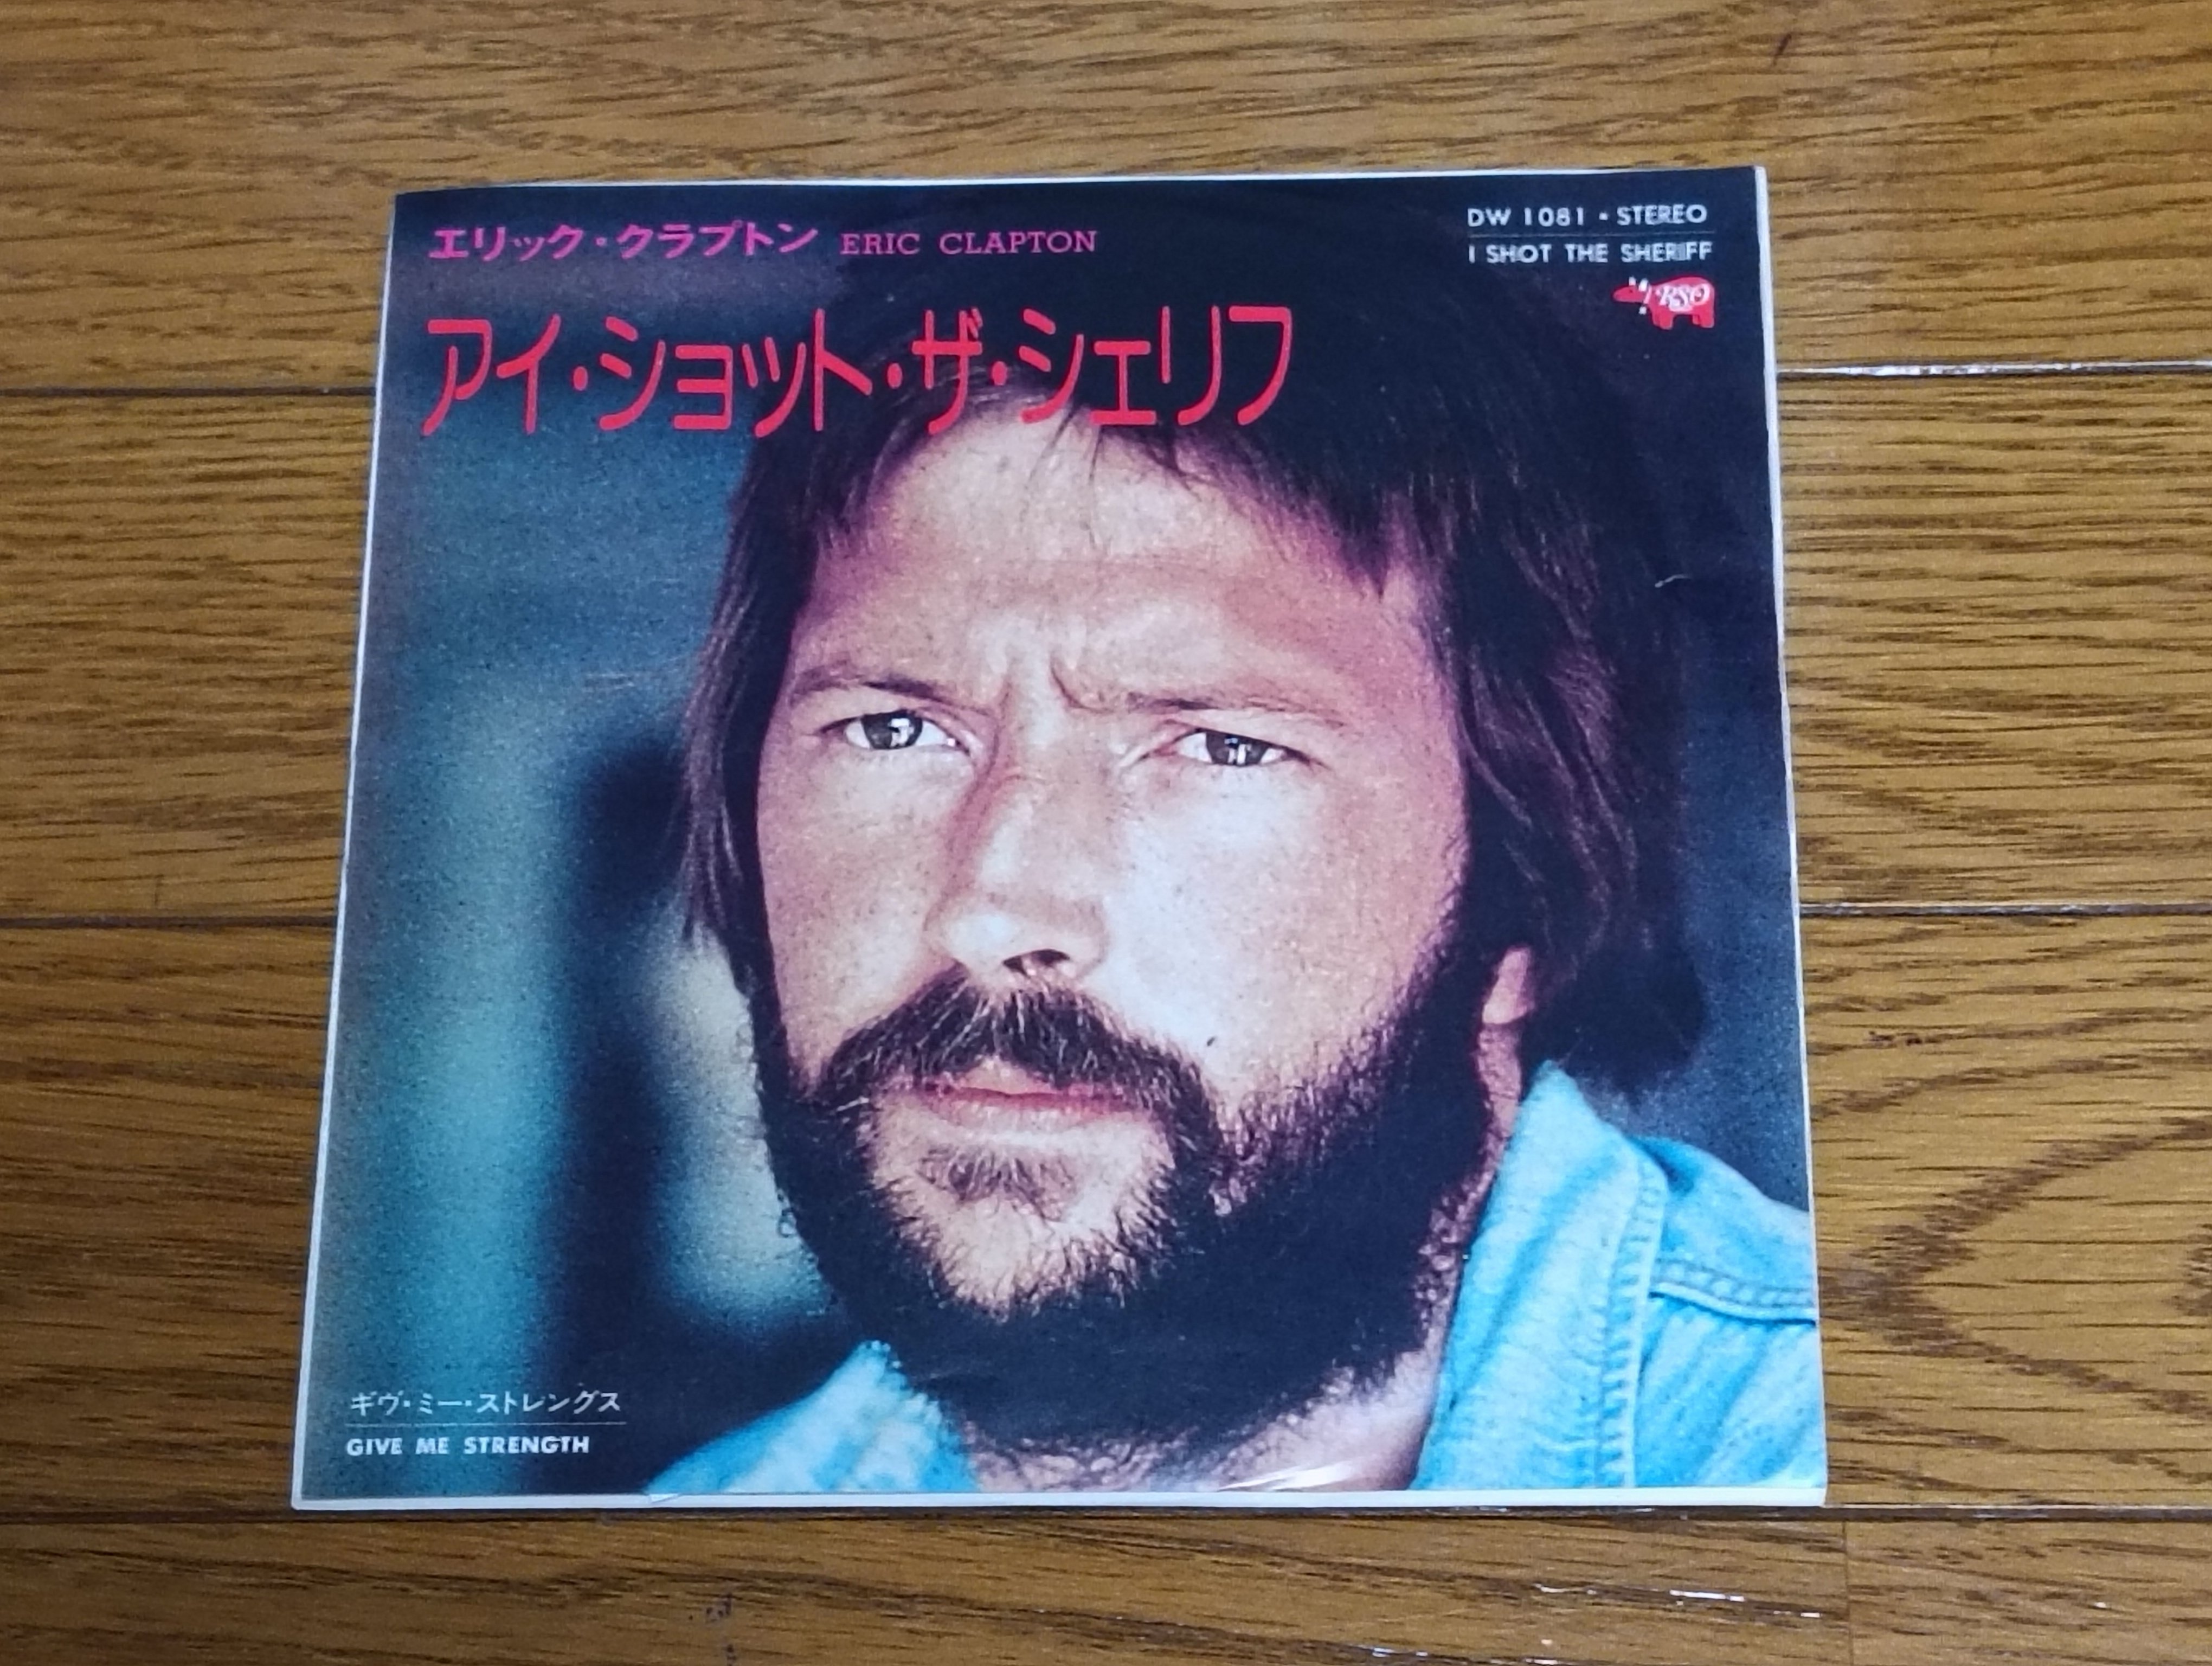 エリック・クラプトン ERIC CLAPTON
DW 1081・STEREO
I SHOT THE SHERIFF
RSO
アイ・ショット・ザ・シェリフ
ギヴ・ミー・ストレングス
GIVE ME STRENGTH